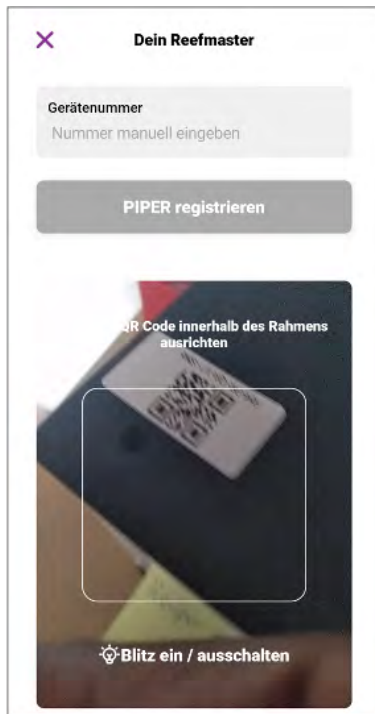 Dein Reefmaster
Gerätenummer
Nummer manuell eingeben
PIPER registrieren
QR Code innerhalb des Rahmens
ausrichten
Blitz ein / ausschalten